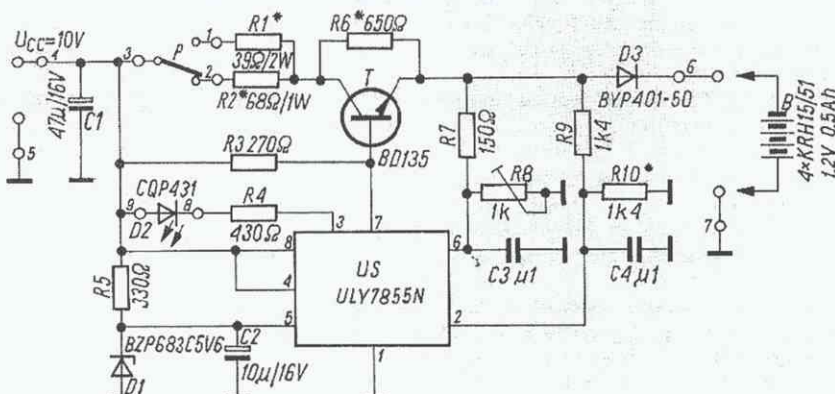 UCC=10V
4
47µ/16V
C1
5
3
P
1
2
R1*
39Ω/2W
R2*68Ω/1W
R6*650Ω
T
BD135
R3 270Ω
CQP431
9
D2
8
R4
430Ω
R5
330Ω
BZP683C5V6
D1
C2
10µ/16V
3
7
8
4
5
6
2
1
US
ULY7855N
R7
150Ω
R9
1k4
R8
1k
R10*
1k4
C3 µ1
C4 µ1
D3
BYP401-50
6
7
B
4×KRH15/51
1,2V 0,5Ah